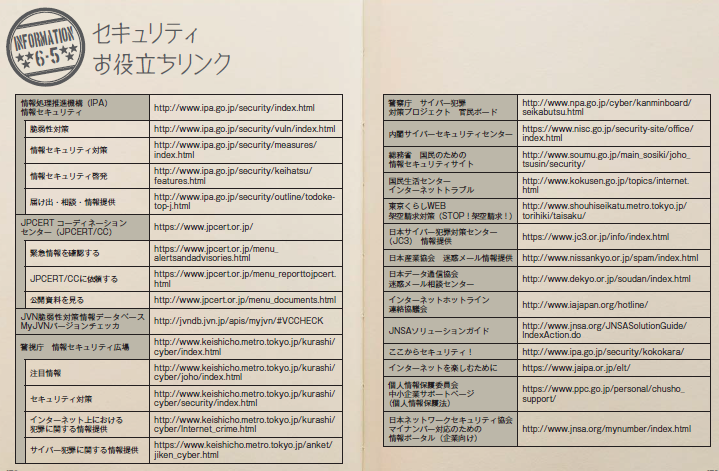 INFORMATION
6-5
セキュリティ
お役立ちリンク
情報処理推進機構（IPA）
情報セキュリティ
http://www.ipa.go.jp/security/index.html
脆弱性対策
http://www.ipa.go.jp/security/vuln/index.html
情報セキュリティ対策
http://www.ipa.go.jp/security/measures/
index.html
情報セキュリティ啓発
http://www.ipa.go.jp/security/keihatsu/
features.html
届け出・相談・情報提供
http://www.ipa.go.jp/security/outline/todoke-
top-j.html
JPCERT コーディネーション
センター（JPCERT/CC）
https://www.jpcert.or.jp/
緊急情報を確認する
https://www.jpcert.or.jp/menu_
alertsandadvisories.html
JPCERT/CCに依頼する
https://www.jpcert.or.jp/menu_reporttojpcert.
html
公開資料を見る
http://www.jpcert.or.jp/menu_documents.html
JVN脆弱性対策情報データベース
MyJVNバージョンチェッカ
http://jvndb.jvn.jp/apis/myjvn/#VCCHECK
警視庁　情報セキュリティ広場
http://www.keishicho.metro.tokyo.jp/kurashi/
cyber/index.html
注目情報
http://www.keishicho.metro.tokyo.jp/kurashi/
cyber/joho/index.html
セキュリティ対策
http://www.keishicho.metro.tokyo.jp/kurashi/
cyber/security/index.html
インターネット上における
犯罪に関する情報提供
http://www.keishicho.metro.tokyo.jp/kurashi/
cyber/Internet_crime.html
サイバー犯罪に関する情報提供
https://www.keishicho.metro.tokyo.jp/anket/
jiken_cyber.html
警察庁　サイバー犯罪
対策プロジェクト　官民ボード
http://www.npa.go.jp/cyber/kanminboard/
seikabutsu.html
内閣サイバーセキュリティセンター
https://www.nisc.go.jp/security-site/office/
index.html
総務省　国民のための
情報セキュリティサイト
http://www.soumu.go.jp/main_sosiki/joho_
tsusin/security/
国民生活センター
インターネットトラブル
http://www.kokusen.go.jp/topics/internet.
html
東京くらしWEB
架空請求対策（STOP！架空請求！）
http://www.shouhiseikatu.metro.tokyo.jp/
torihiki/taisaku/
日本サイバー犯罪対策センター
（JC3）　情報提供
https://www.jc3.or.jp/info/index.html
日本産業協会　迷惑メール情報提供
http://www.nissankyo.or.jp/spam/index.html
日本データ通信協会
迷惑メール相談センター
http://www.dekyo.or.jp/soudan/index.html
インターネットホットライン
連絡協議会
http://www.iajapan.org/hotline/
JNSAソリューションガイド
http://www.jnsa.org/JNSASolutionGuide/
IndexAction.do
ここからセキュリティ！
http://www.ipa.go.jp/security/kokokara/
インターネットを楽しむために
https://www.jaipa.or.jp/elt/
個人情報保護委員会
中小企業サポートページ
（個人情報保護法）
https://www.ppc.go.jp/personal/chusho_
support/
日本ネットワークセキュリティ協会
マイナンバー対応のための
情報ポータル（企業向け）
http://www.jnsa.org/mynumber/index.html